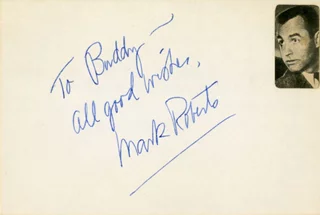 To Buddy —
all good wishes,
Mark Roberts